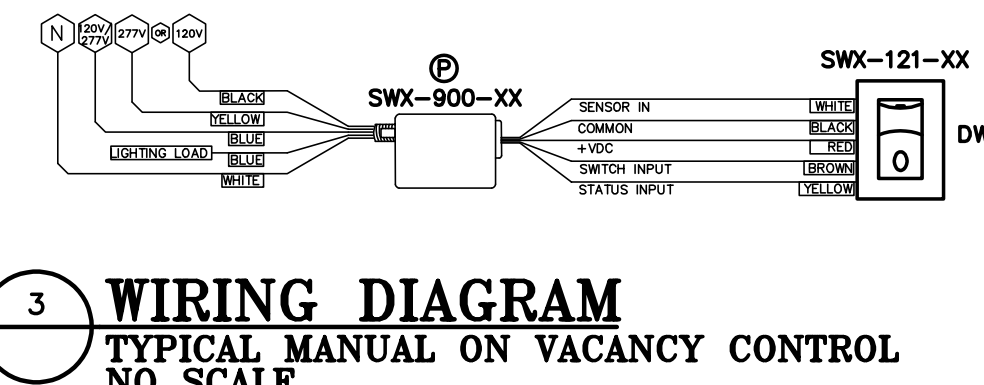 N 120V/ 277V 277V OR 120V
P
SWX-900-XX
SWX-121-XX
BLACK
YELLOW
BLUE
LIGHTING LOAD
BLUE
WHITE
SENSOR IN WHITE
COMMON BLACK
+VDC RED
SWITCH INPUT BROWN
STATUS INPUT YELLOW
DW
3
WIRING DIAGRAM
TYPICAL MANUAL ON VACANCY CONTROL
NO SCALE